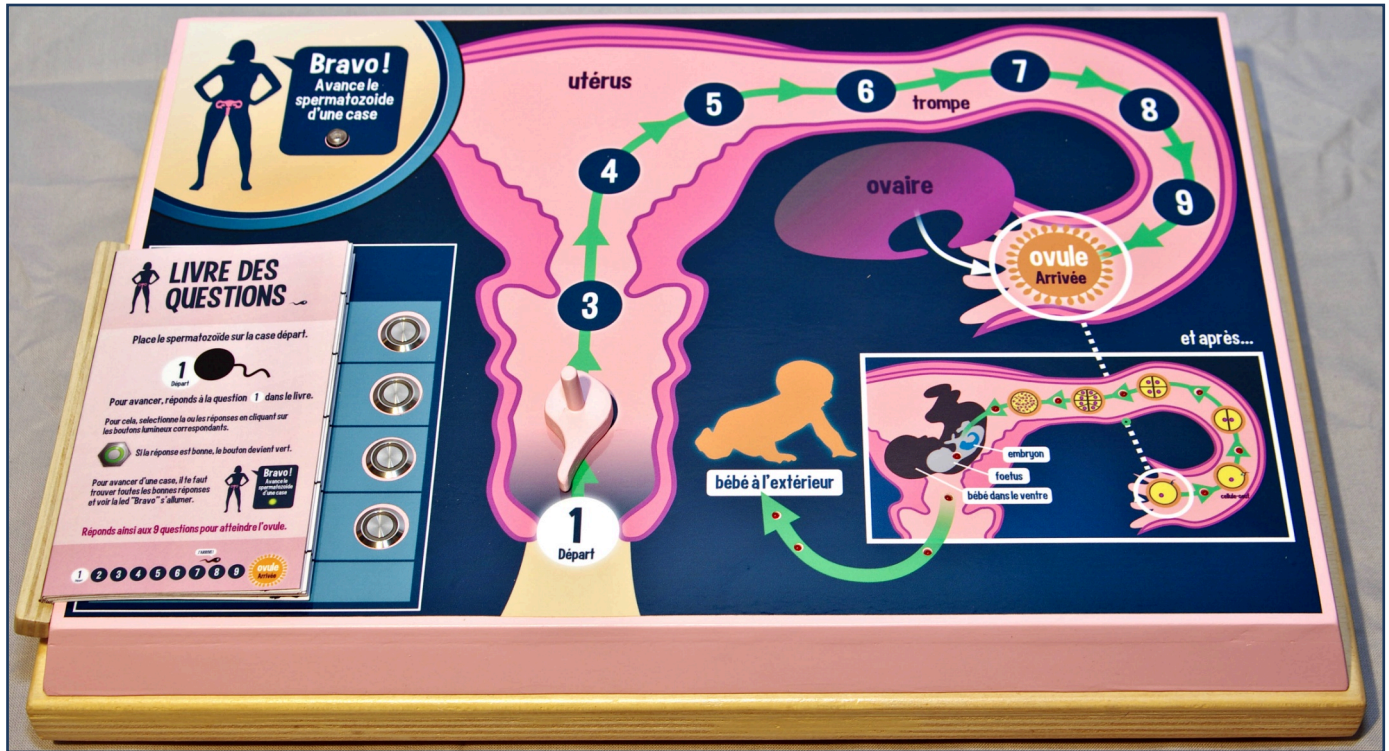 Bravo!
Avance le
spermatozoide
d'une case
utérus
3
4
5
6
trompe
7
8
9
ovaire
ovule
Arrivée
1
Départ
LIVRE DES
QUESTIONS
Place le spermatozoïde sur la case départ.
1
Départ
Pour avancer, réponds à la question 1 dans le livre.
Pour cela, selectionne la ou les réponses en cliquant sur
les boutons lumineux correspondants.
Si la réponse est bonne, le bouton devient vert.
Pour avancer d'une case, il te faut
trouver toutes les bonnes réponses
et voir la led "Bravo" s'allumer.
Bravo!
Avance le
spermatozoide
d'une case
Réponds ainsi aux 9 questions pour atteindre l'ovule.
1 2 3 4 5 6 7 8 9 ovule
Arrivée
et après...
embryon
foetus
bébé dans le ventre
bébé à l'extérieur